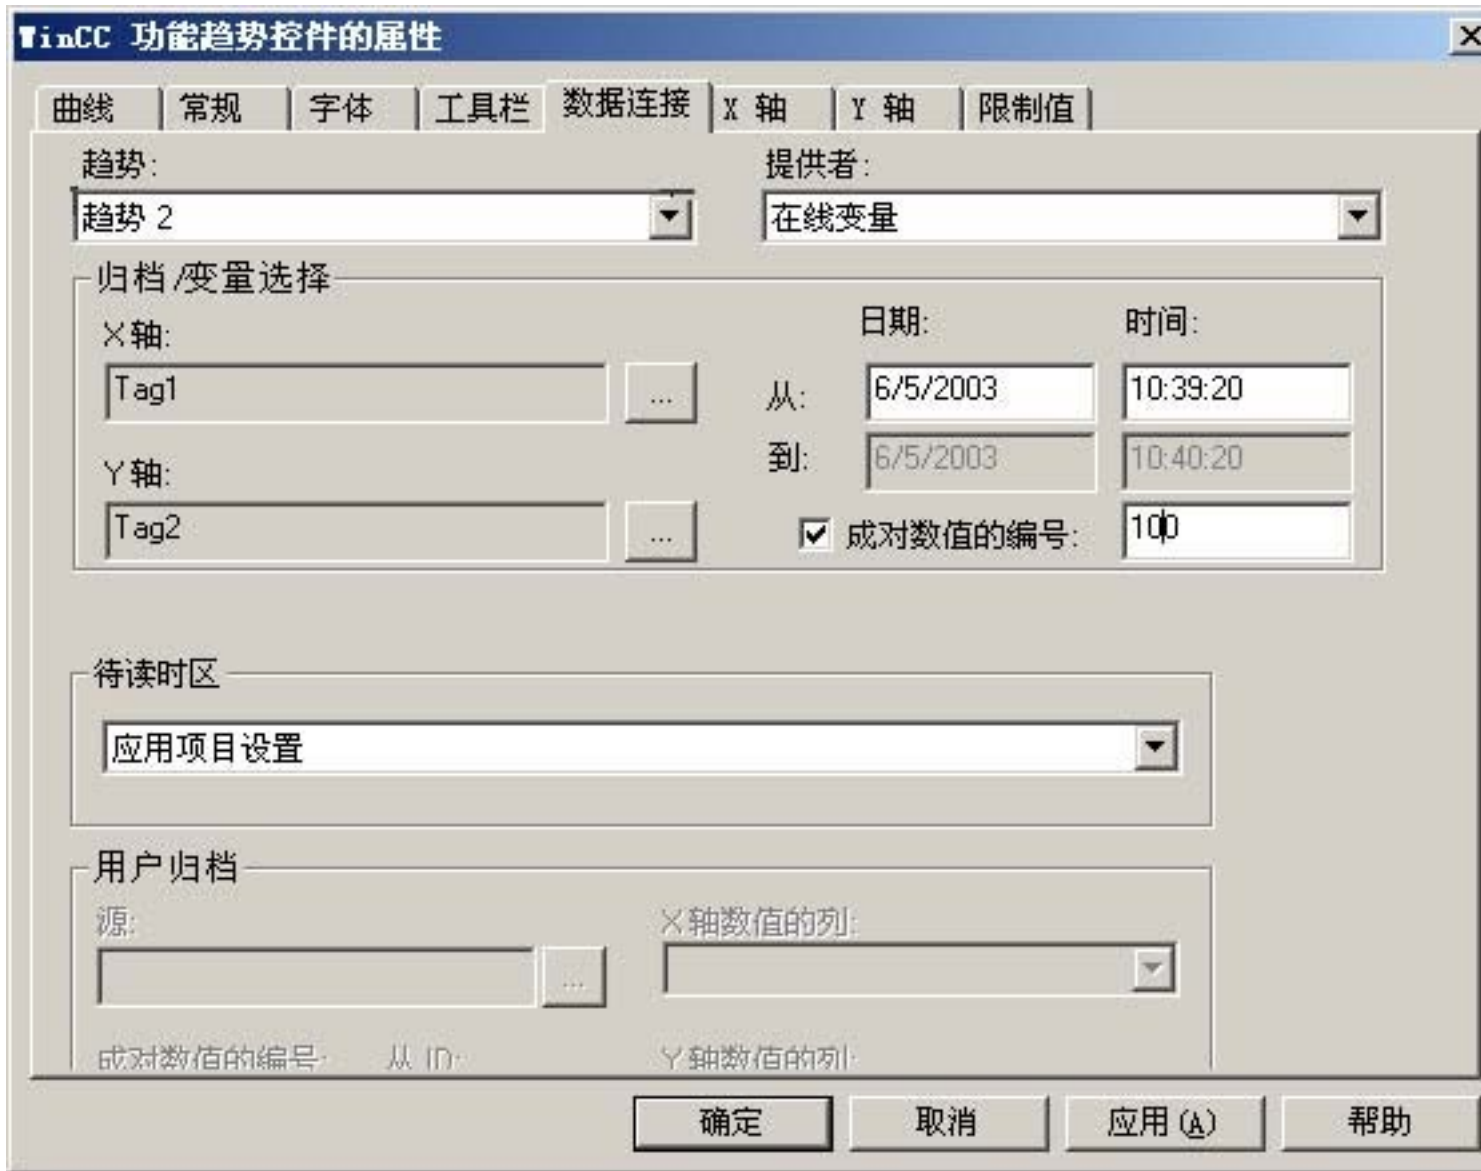 WinCC 功能趋势控件的属性
曲线 常规 字体 工具栏 数据连接 X 轴 Y 轴 限制值
趋势: 提供者:
趋势 2 在线变量
归档/变量选择
日期: 时间:
X轴:
Tag1 ... 从: 6/5/2003 10:39:20
Y轴: 到: 6/5/2003 10:40:20
Tag2 ... 成对数值的编号: 100
待读时区
应用项目设置
用户归档
源: X轴数值的列:
...
成对数值的编号: 从 ID: Y轴数值的列:
确定 取消 应用(A) 帮助